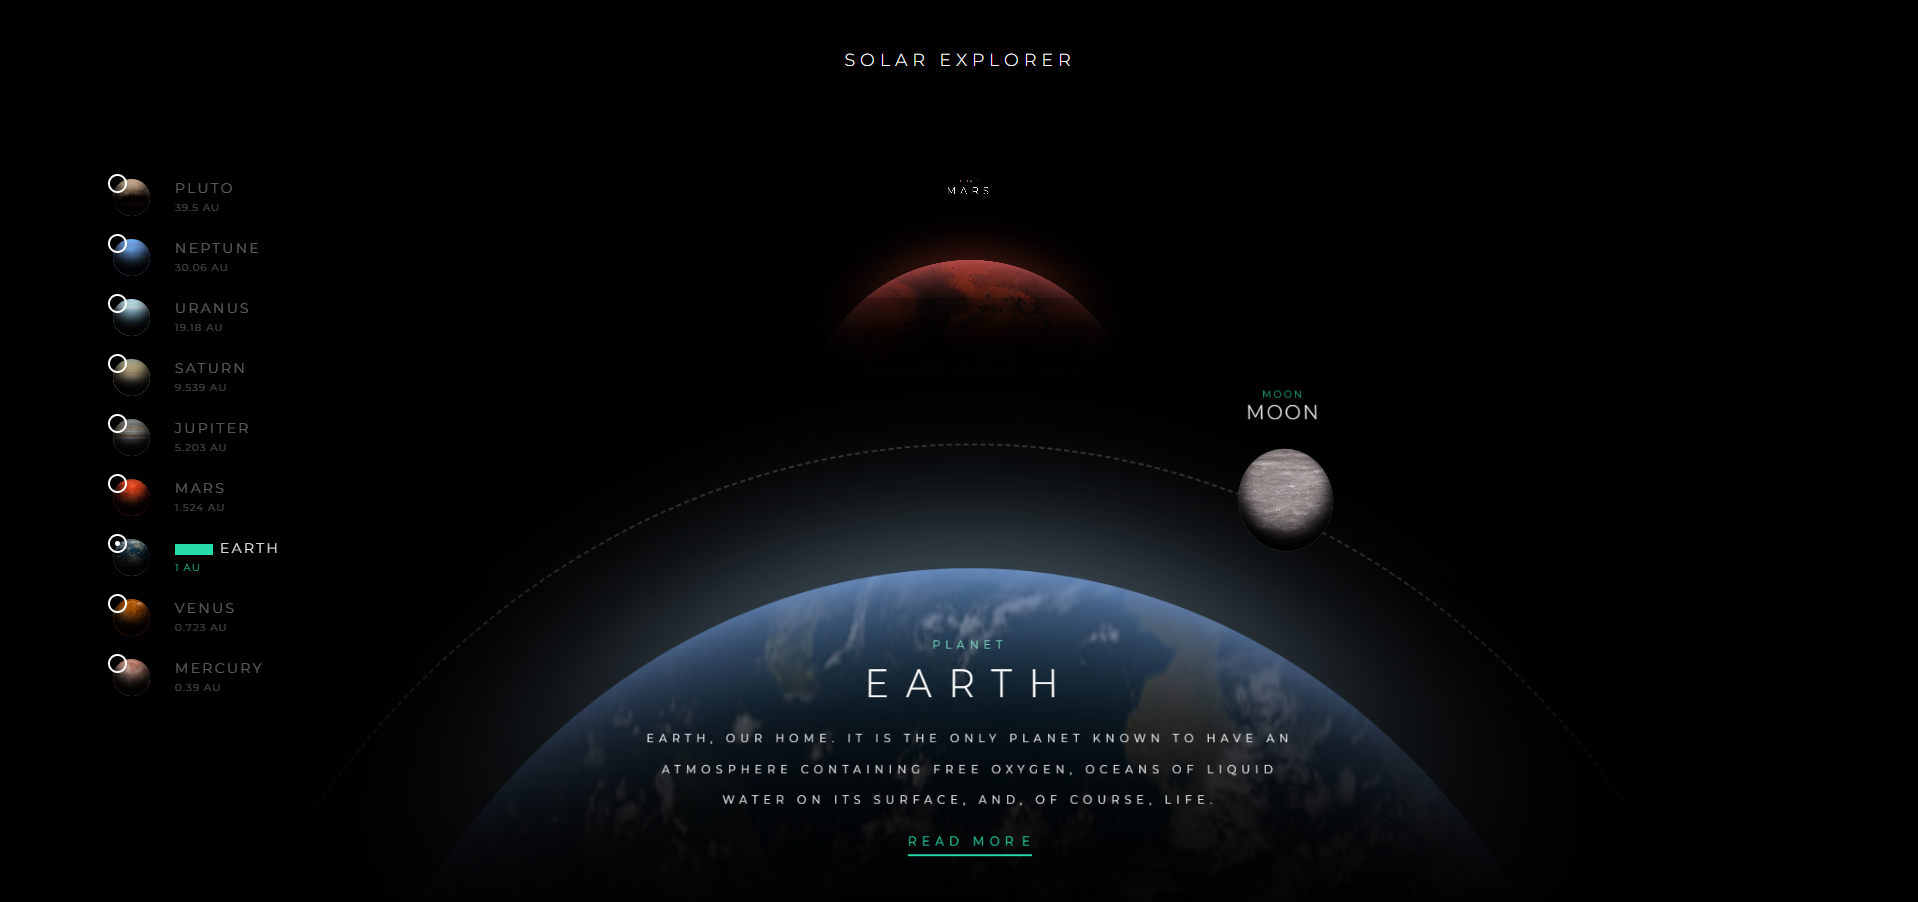 SOLAR EXPLORER
PLUTO
39.5 AU
NEPTUNE
30.06 AU
URANUS
19.18 AU
SATURN
9.539 AU
JUPITER
5.203 AU
MARS
1.524 AU
EARTH
1 AU
VENUS
0.723 AU
MERCURY
0.39 AU
MARS
MOON
MOON
PLANET
EARTH
EARTH, OUR HOME. IT IS THE ONLY PLANET KNOWN TO HAVE AN
ATMOSPHERE CONTAINING FREE OXYGEN, OCEANS OF LIQUID
WATER ON ITS SURFACE, AND, OF COURSE, LIFE.
READ MORE